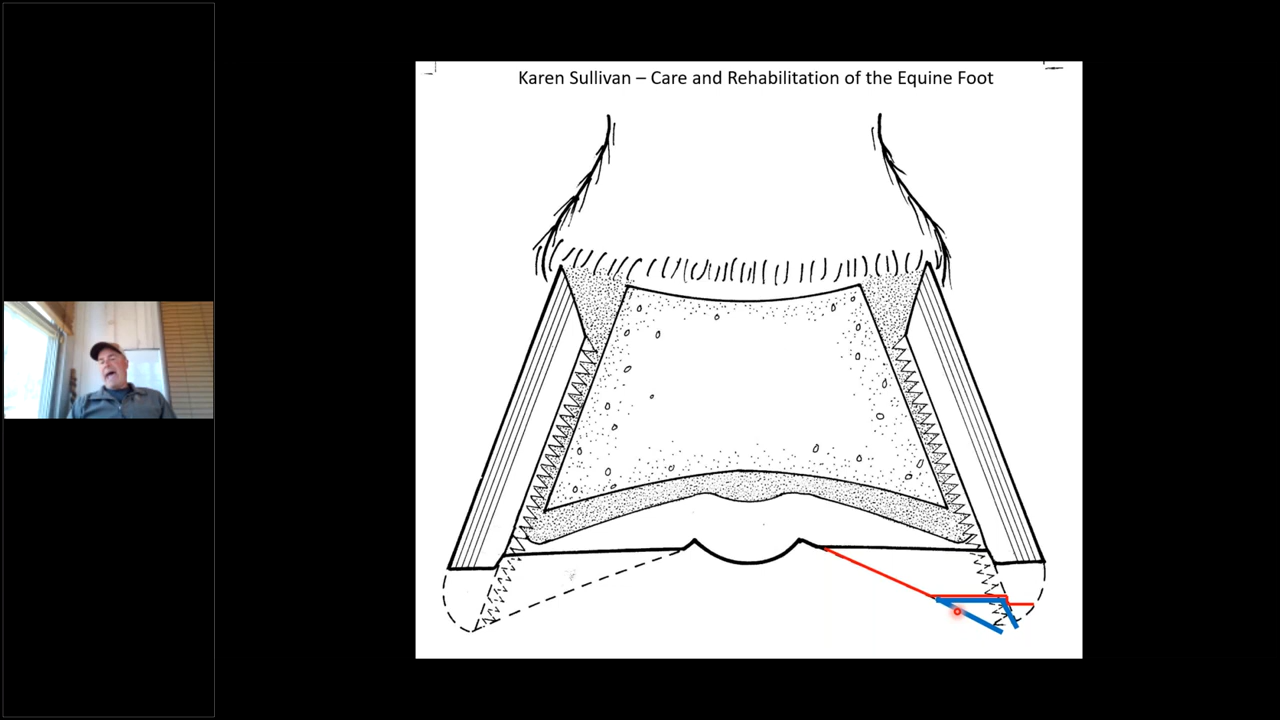 Karen Sullivan – Care and Rehabilitation of the Equine Foot